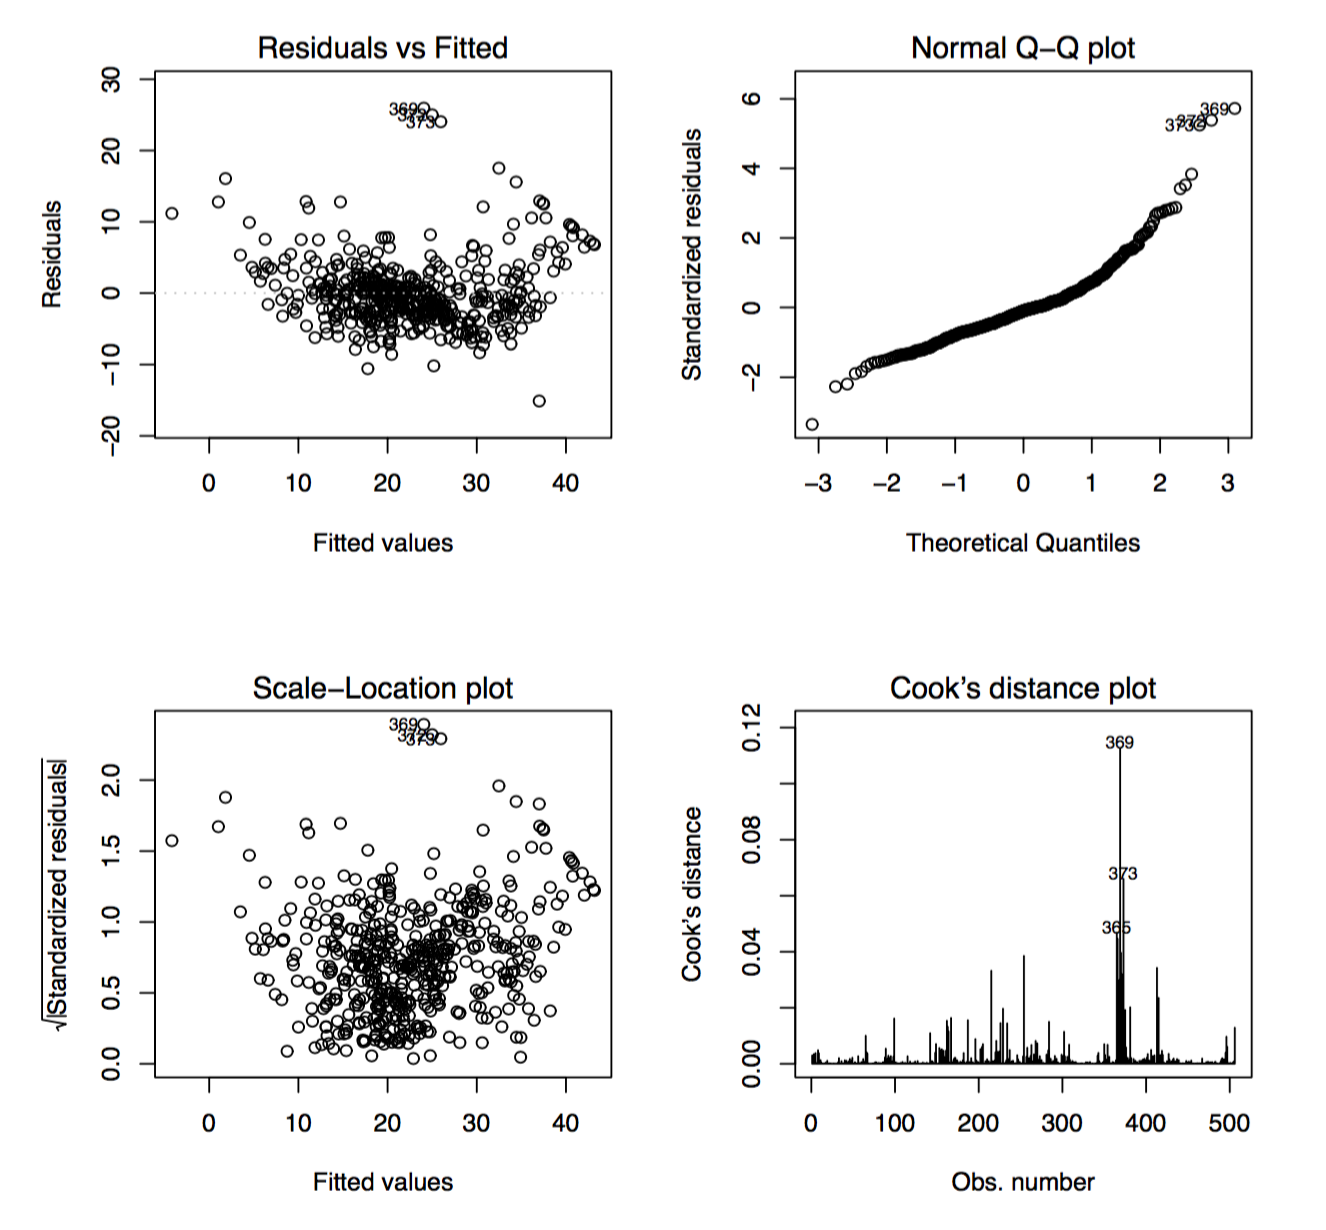 Residuals vs Fitted
Residuals
30
20
10
0
−10
−20
369
373
0 10 20 30 40
Fitted values
Normal Q−Q plot
Standardized residuals
6
4
2
0
−2
369
373
−3 −2 −1 0 1 2 3
Theoretical Quantiles
Scale−Location plot
√|Standardized residuals|
2.0
1.5
1.0
0.5
0.0
369
373
0 10 20 30 40
Fitted values
Cook's distance plot
Cook's distance
0.12
0.08
0.04
0.00
369
373
365
0 100 200 300 400 500
Obs. number